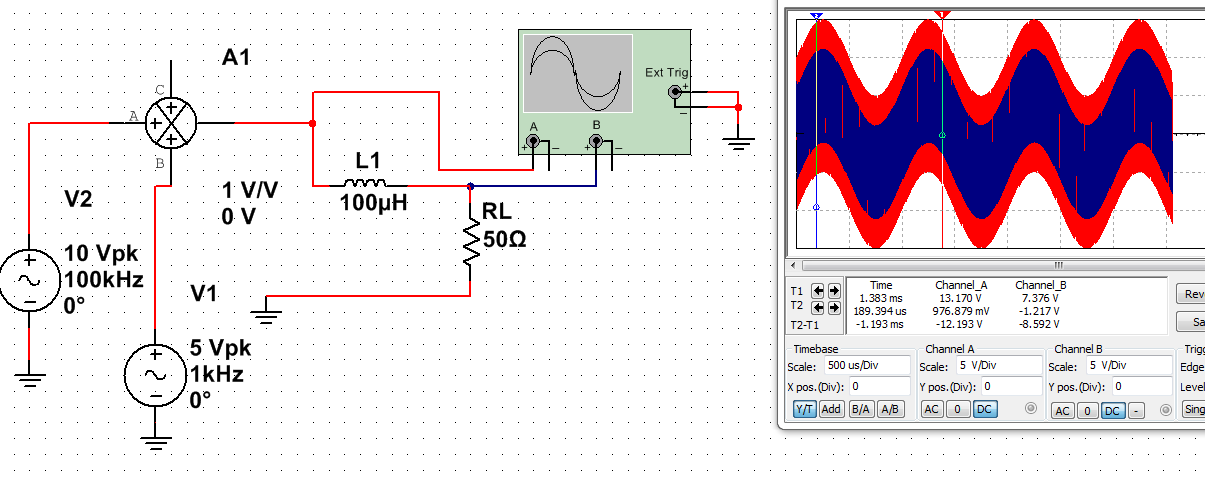 A1
C
A
B
V2
10 Vpk
100kHz
0°
V1
5 Vpk
1kHz
0°
1 V/V
0 V
L1
100µH
RL
50Ω
Ext Trig
+
−
A
B
+
−
+
−
2
1
T1
T2
T2-T1
Time Channel_A Channel_B
1.383 ms 13.170 V 7.376 V
189.394 us 976.879 mV -1.217 V
-1.193 ms -12.193 V -8.592 V
Rev
Sa
Timebase
Scale: 500 us/Div
X pos.(Div): 0
Y/T Add B/A A/B
Channel A
Scale: 5 V/Div
Y pos.(Div): 0
AC 0 DC
Channel B
Scale: 5 V/Div
Y pos.(Div): 0
AC 0 DC -
Trigg
Edge
Level
Sing